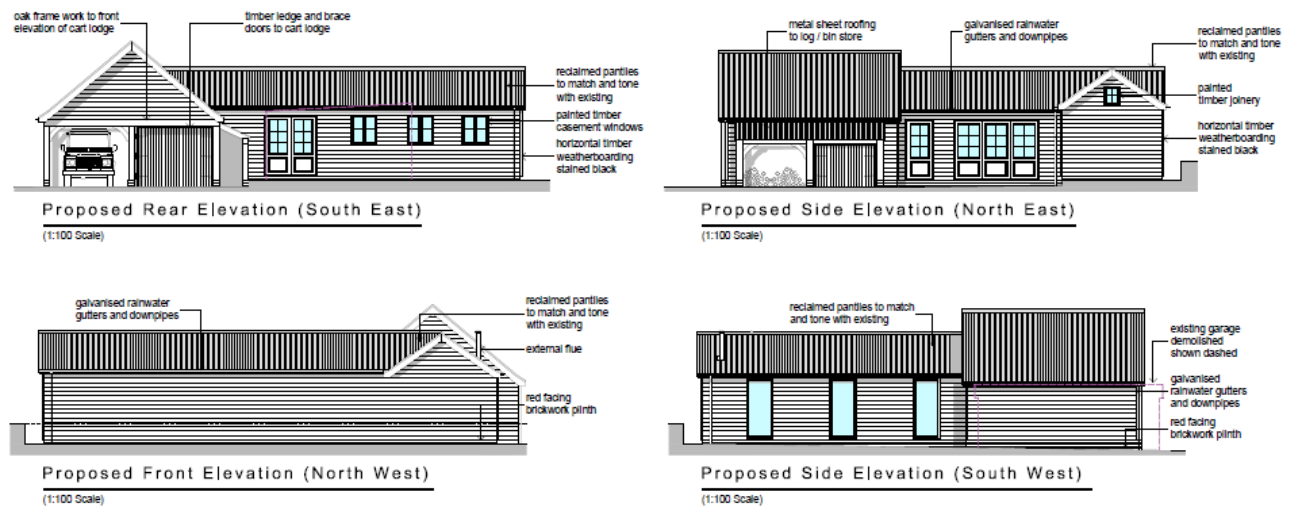 oak frame work to front
elevation of cart lodge
timber ledge and brace
doors to cart lodge
reclaimed pantiles
to match and tone
with existing
painted timber
casement windows
horizontal timber
weatherboarding
stained black
Proposed Rear Elevation (South East)
(1:100 Scale)
metal sheet roofing
to log / bin store
galvanised rainwater
gutters and downpipes
reclaimed pantiles
to match and tone
with existing
painted
timber joinery
horizontal timber
weatherboarding
stained black
Proposed Side Elevation (North East)
(1:100 Scale)
galvanised rainwater
gutters and downpipes
reclaimed pantiles
to match and tone
with existing
external flue
red facing
brickwork plinth
Proposed Front Elevation (North West)
(1:100 Scale)
reclaimed pantiles to match
and tone with existing
existing garage
demolished
shown dashed
galvanised
rainwater gutters
and downpipes
red facing
brickwork plinth
Proposed Side Elevation (South West)
(1:100 Scale)